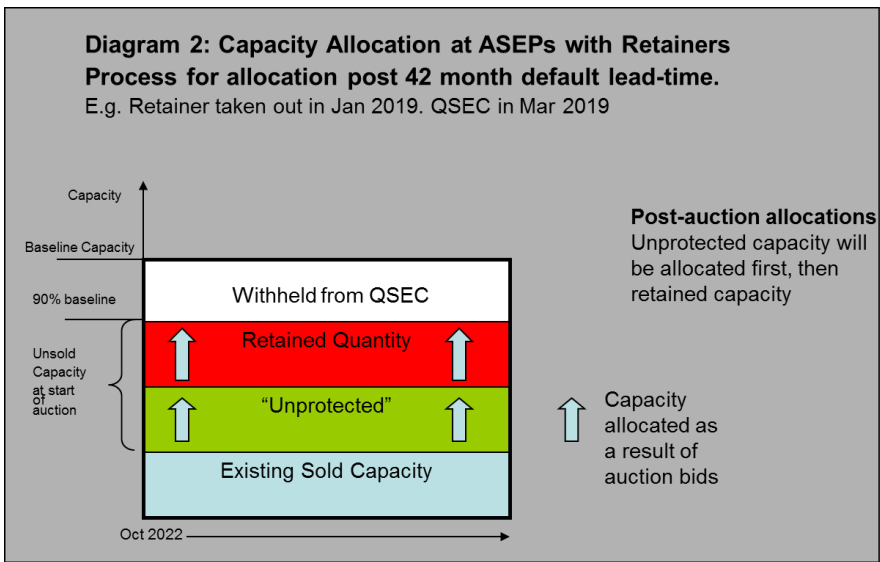 Diagram 2: Capacity Allocation at ASEPs with Retainers
Process for allocation post 42 month default lead-time.
E.g. Retainer taken out in Jan 2019. QSEC in Mar 2019
Capacity
Baseline Capacity
90% baseline
Unsold
Capacity
at start
of
auction
Withheld from QSEC
Retained Quantity
“Unprotected”
Existing Sold Capacity
Oct 2022
Post-auction allocations
Unprotected capacity will
be allocated first, then
retained capacity
Capacity
allocated as
a result of
auction bids